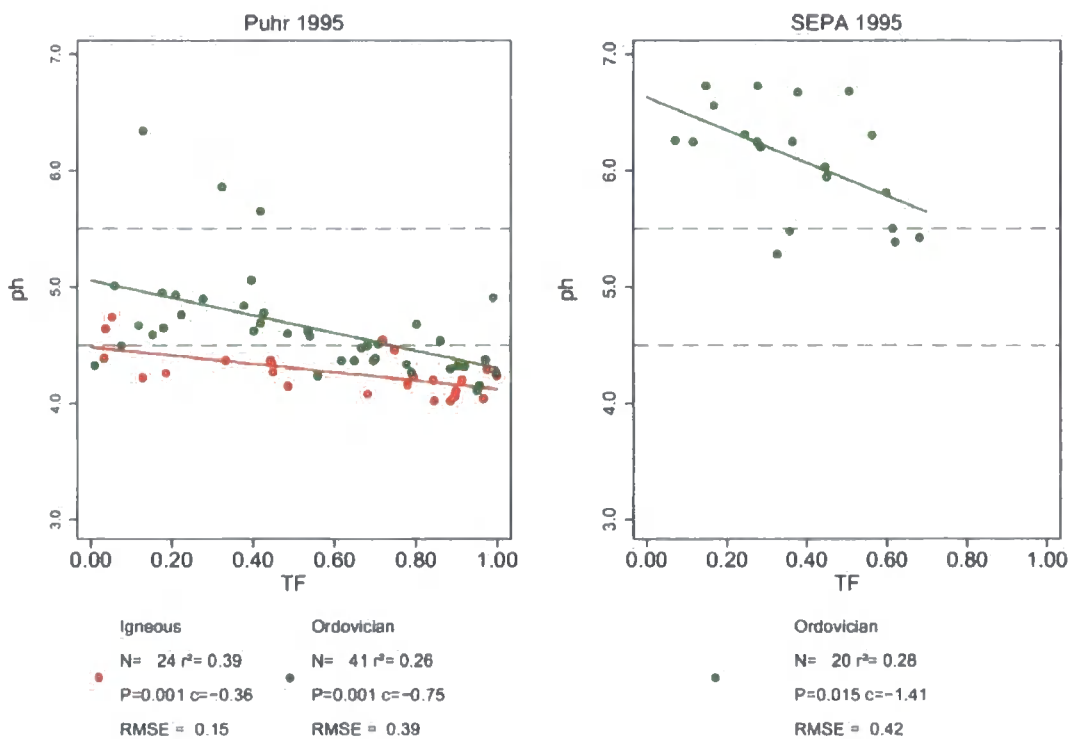 Puhr 1995
SEPA 1995
7.0
6.0
5.0
4.0
3.0
ph
0.00 0.20 0.40 0.60 0.80 1.00
TF
7.0
6.0
5.0
4.0
3.0
ph
0.00 0.20 0.40 0.60 0.80 1.00
TF
Igneous
N= 24 r²= 0.39
P=0.001 c=−0.36
RMSE = 0.15
Ordovician
N= 41 r²= 0.26
P=0.001 c=−0.75
RMSE = 0.39
Ordovician
N= 20 r²= 0.28
P=0.015 c=−1.41
RMSE = 0.42